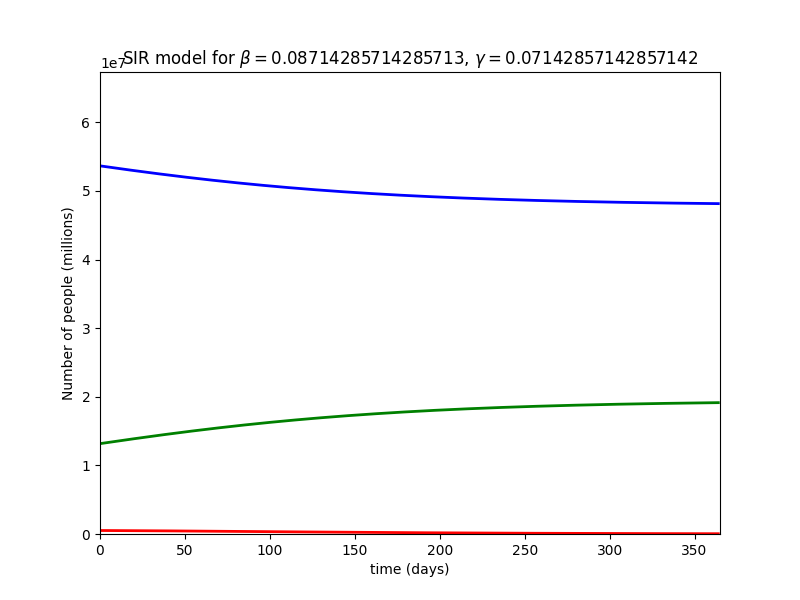 SIR model for β = 0.08714285714285713, γ = 0.07142857142857142
1e7
6
5
4
3
2
1
0
0 50 100 150 200 250 300 350
time (days)
Number of people (millions)